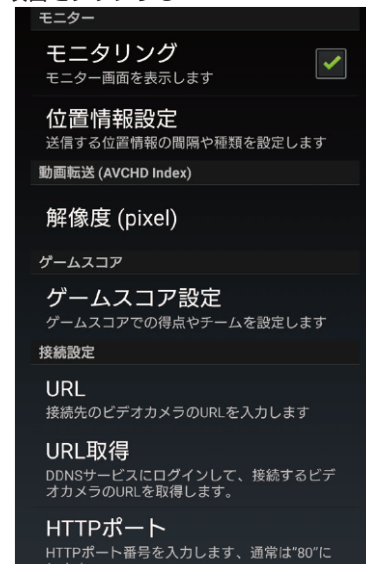 モニター
モニタリング
モニター画面を表示します
位置情報設定
送信する位置情報の間隔や種類を設定します
動画転送 (AVCHD Index)
解像度 (pixel)
ゲームスコア
ゲームスコア設定
ゲームスコアでの得点やチームを設定します
接続設定
URL
接続先のビデオカメラのURLを入力します
URL取得
DDNSサービスにログインして、接続するビデ
オカメラのURLを取得します。
HTTPポート
HTTPポート番号を入力します、通常は"80"に